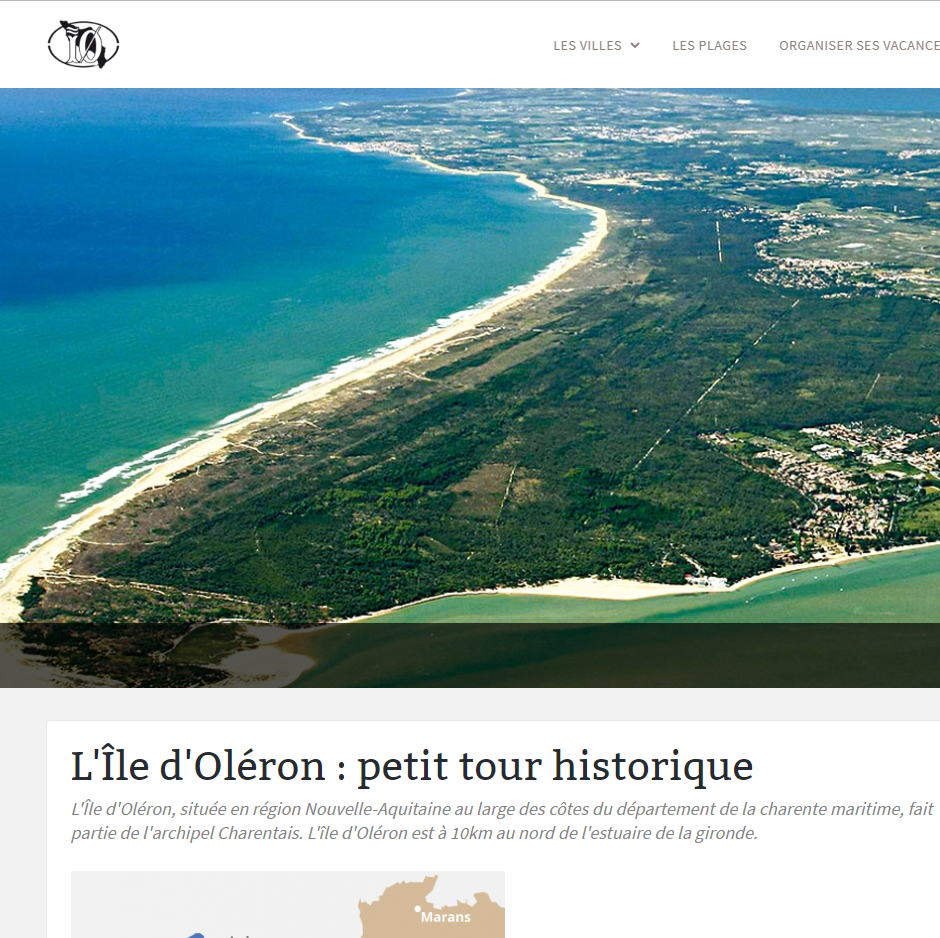 LES VILLES
LES PLAGES
ORGANISER SES VACANCE
L'Île d'Oléron : petit tour historique
L'Île d'Oléron, située en région Nouvelle-Aquitaine au large des côtes du département de la charente maritime, fait
partie de l'archipel Charentais. L'île d'Oléron est à 10km au nord de l'estuaire de la gironde.
Marans